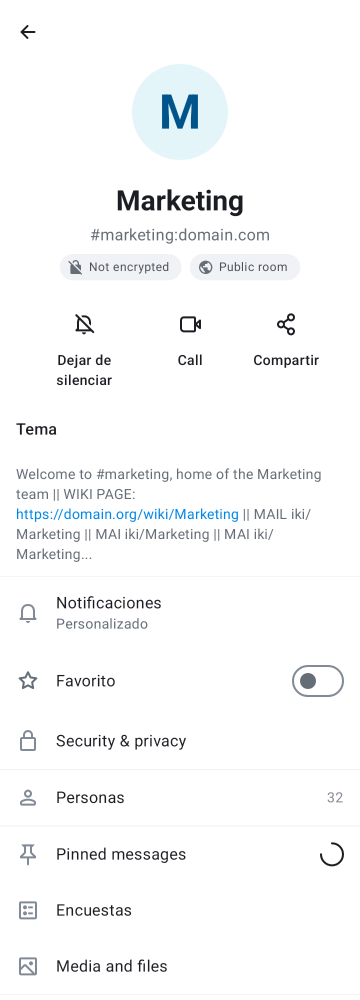 M
Marketing
#marketing:domain.com
Not encrypted
Public room
Dejar de
silenciar
Call
Compartir
Tema
Welcome to #marketing, home of the Marketing
team || WIKI PAGE:
https://domain.org/wiki/Marketing || MAIL iki/
Marketing || MAI iki/Marketing || MAI iki/
Marketing...
Notificaciones
Personalizado
Favorito
Security & privacy
Personas 32
Pinned messages
Encuestas
Media and files